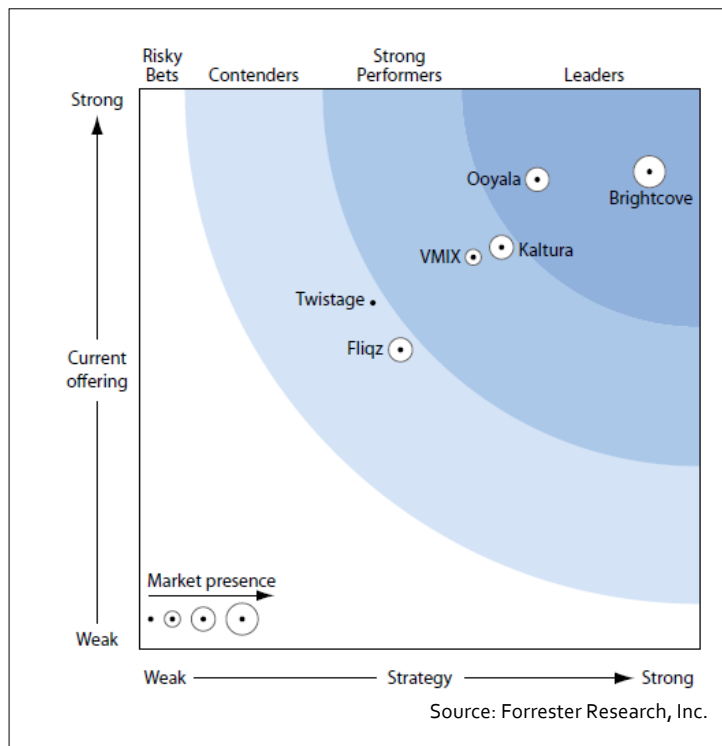 Risky
Bets
Contenders
Strong
Performers
Leaders
Strong
Ooyala
Brightcove
VMIX
Kaltura
Twistage
Fliqz
Current
offering
Market presence
Weak
Weak
Strategy
Strong
Source: Forrester Research, Inc.